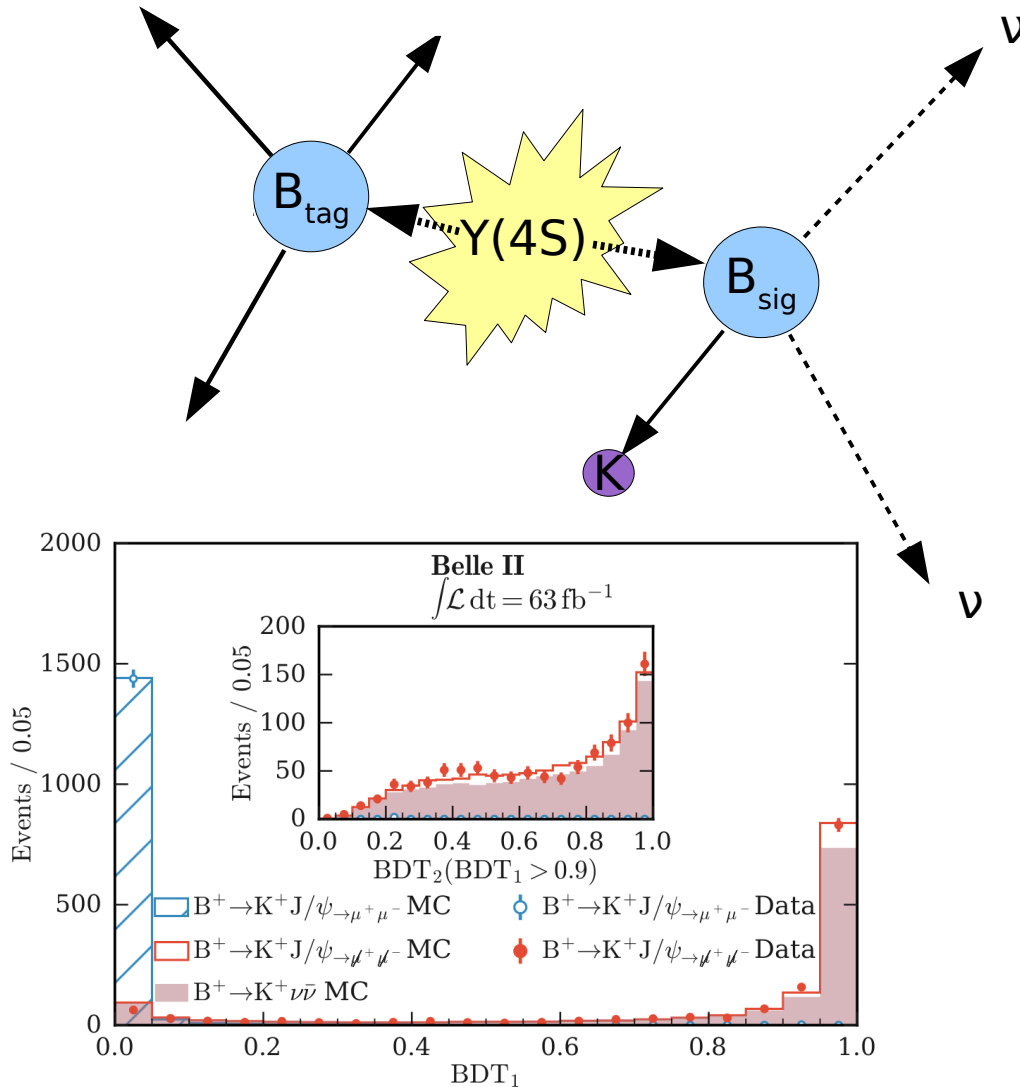 ν
B tag
Υ(4S)
B sig
K
ν
Belle II
∫ℒ dt = 63 fb⁻¹
2000
1500
1000
500
0
Events / 0.05
200
150
100
50
0
Events / 0.05
0.0 0.2 0.4 0.6 0.8 1.0
BDT₂(BDT₁ > 0.9)
B⁺→K⁺J/ψ→μ⁺μ⁻ MC
B⁺→K⁺J/ψ→μ⁺μ⁻ Data
B⁺→K⁺J/ψ→μ̸⁺μ̸⁻ MC
B⁺→K⁺J/ψ→μ̸⁺μ̸⁻ Data
B⁺→K⁺νν̄ MC
0.0 0.2 0.4 0.6 0.8 1.0
BDT₁